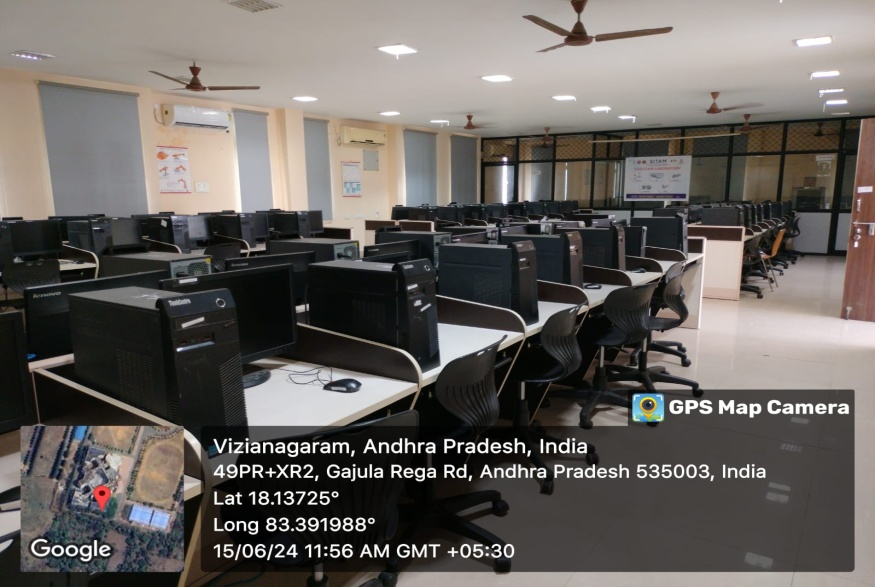 SITAM
lenovo
ThinkCentre
GPS Map Camera
Vizianagaram, Andhra Pradesh, India
49PR+XR2, Gajula Rega Rd, Andhra Pradesh 535003, India
Lat 18.13725°
Long 83.391988°
15/06/24 11:56 AM GMT +05:30
Google